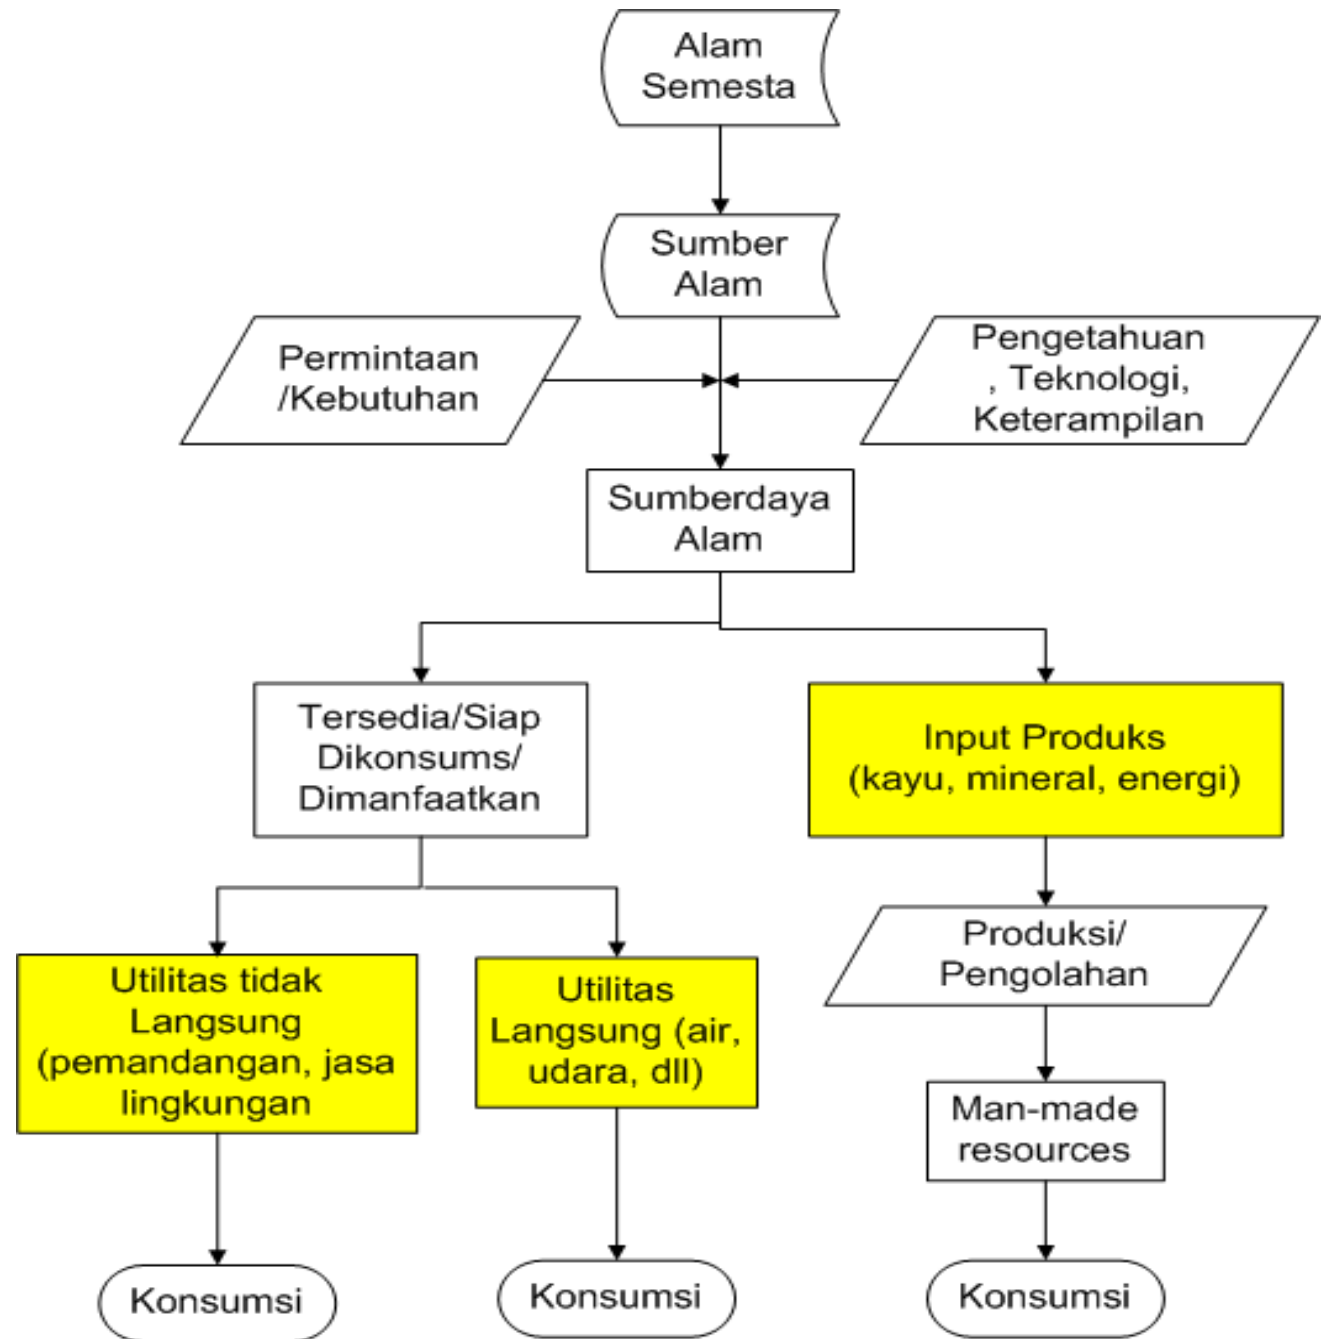 Alam
Semesta
Sumber
Alam
Permintaan
/Kebutuhan
Pengetahuan
, Teknologi,
Keterampilan
Sumberdaya
Alam
Tersedia/Siap
Dikonsums/
Dimanfaatkan
Input Produks
(kayu, mineral, energi)
Utilitas tidak
Langsung
(pemandangan, jasa
lingkungan
Utilitas
Langsung (air,
udara, dll)
Produksi/
Pengolahan
Man-made
resources
Konsumsi
Konsumsi
Konsumsi